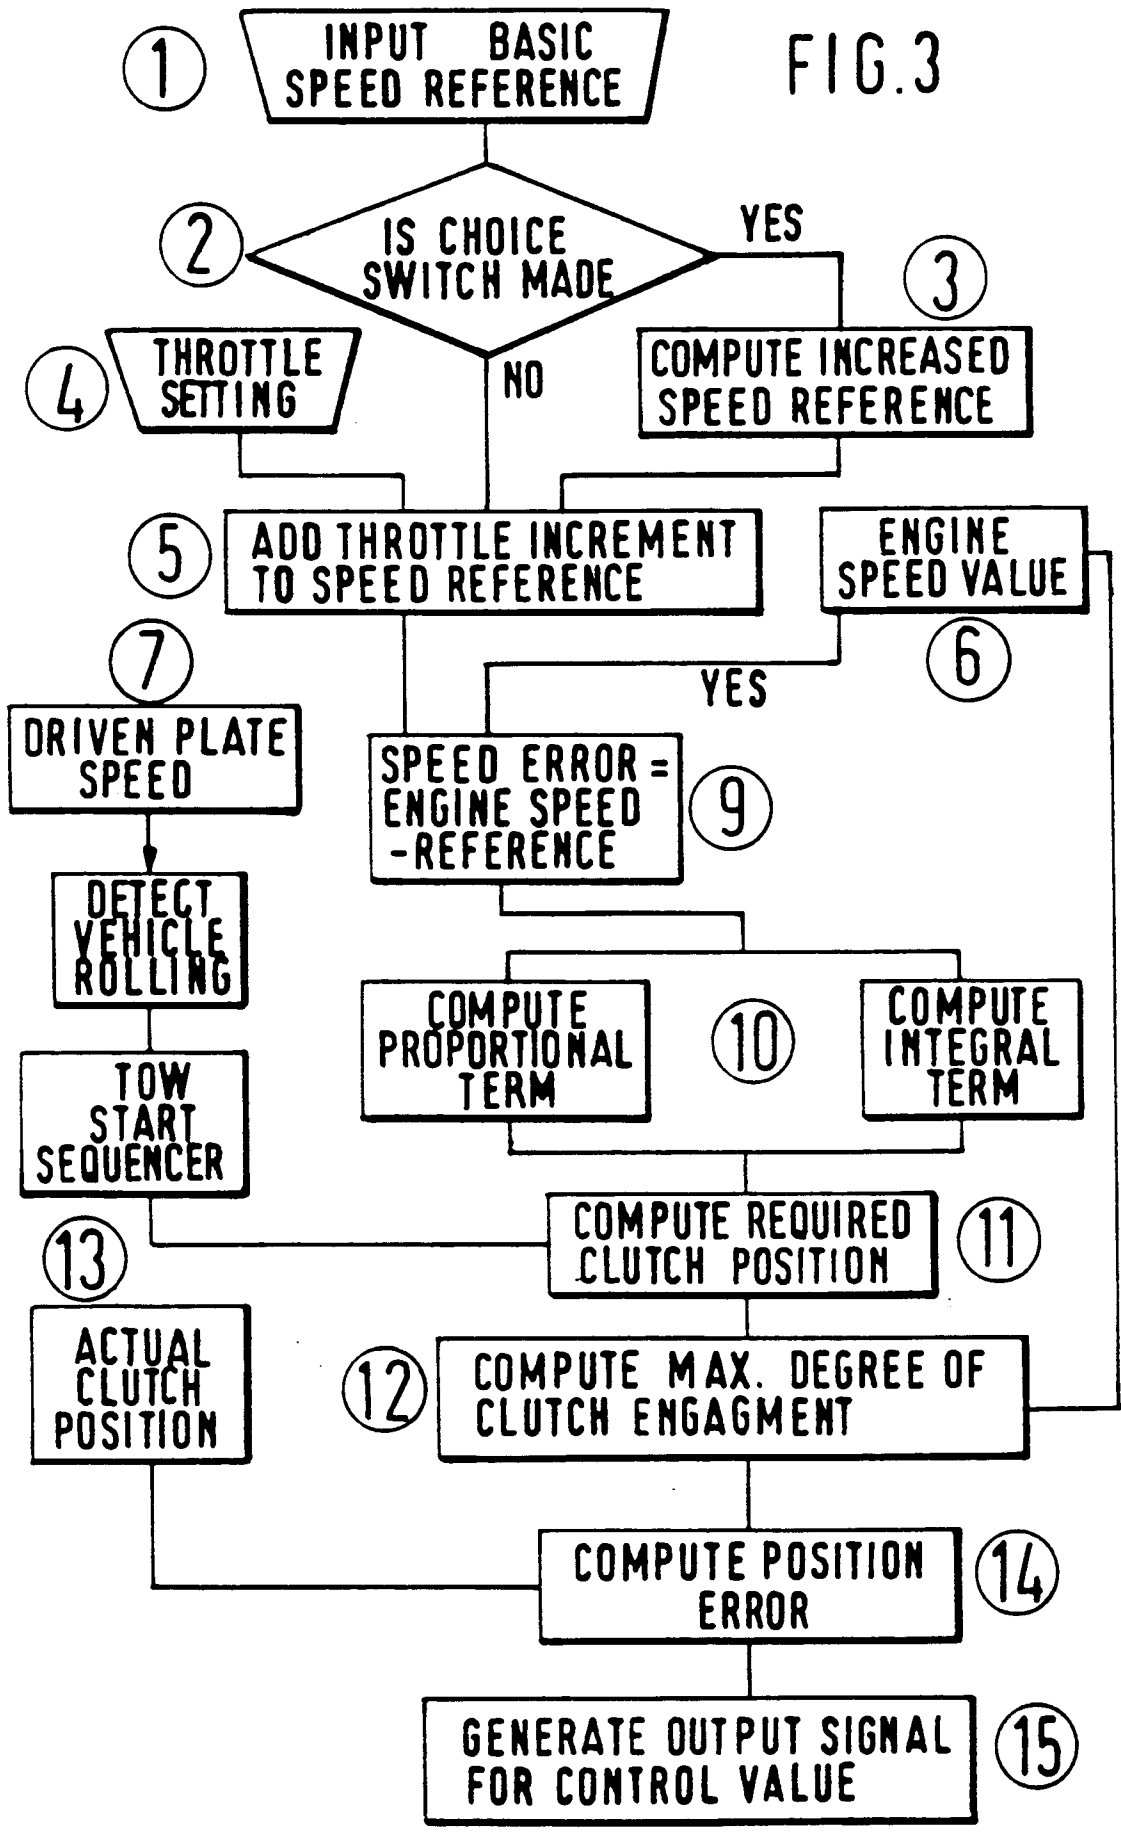 FIG.3
1
INPUT BASIC
SPEED REFERENCE
2
IS CHOICE
SWITCH MADE
YES
NO
3
COMPUTE INCREASED
SPEED REFERENCE
4
THROTTLE
SETTING
5
ADD THROTTLE INCREMENT
TO SPEED REFERENCE
ENGINE
SPEED VALUE
6
YES
7
DRIVEN PLATE
SPEED
SPEED ERROR =
ENGINE SPEED
-REFERENCE
9
DETECT
VEHICLE
ROLLING
COMPUTE
PROPORTIONAL
TERM
10
COMPUTE
INTEGRAL
TERM
TOW
START
SEQUENCER
COMPUTE REQUIRED
CLUTCH POSITION
11
13
ACTUAL
CLUTCH
POSITION
12
COMPUTE MAX. DEGREE OF
CLUTCH ENGAGMENT
COMPUTE POSITION
ERROR
14
GENERATE OUTPUT SIGNAL
FOR CONTROL VALUE
15